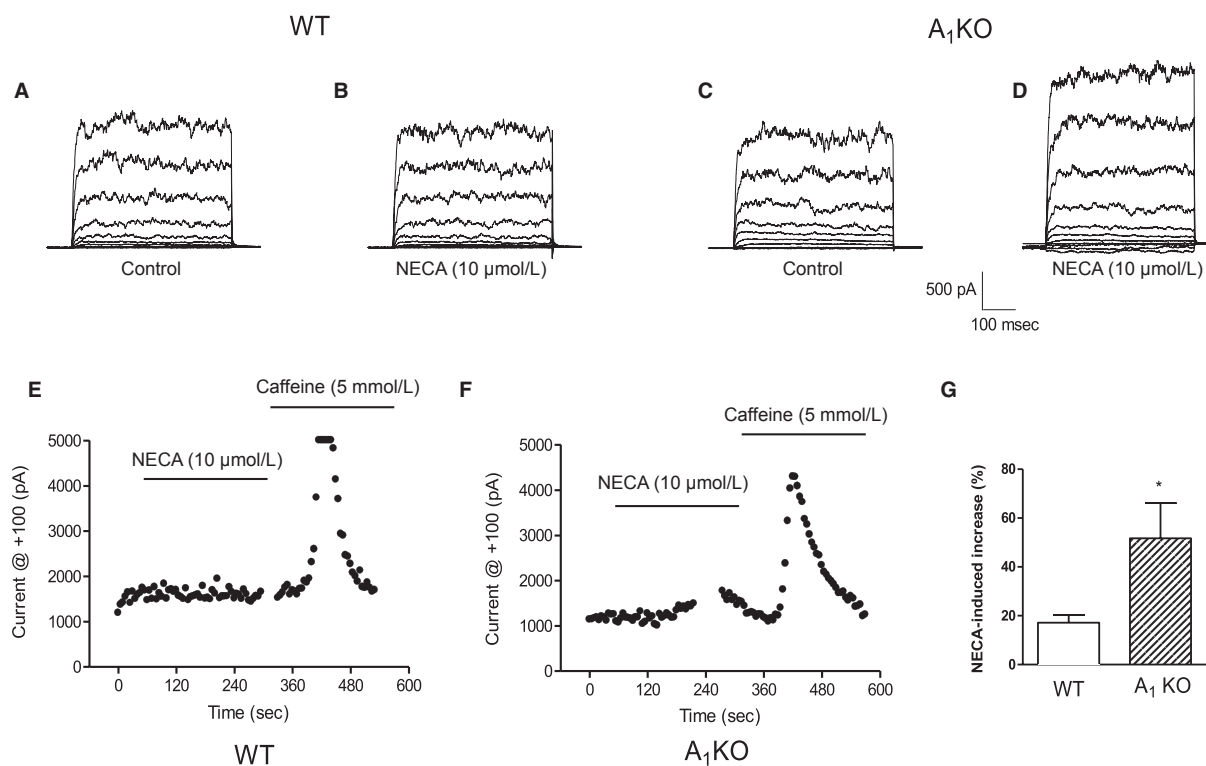 WT
A₁KO
A
B
C
D
Control
NECA (10 µmol/L)
Control
NECA (10 µmol/L)
500 pA
100 msec
E
Caffeine (5 mmol/L)
NECA (10 µmol/L)
Current @ +100 (pA)
5000
4000
3000
2000
1000
0
0 120 240 360 480 600
Time (sec)
WT
F
Caffeine (5 mmol/L)
NECA (10 µmol/L)
Current @ +100 (pA)
5000
4000
3000
2000
1000
0
0 120 240 360 480 600
Time (sec)
A₁KO
G
NECA-induced increase (%)
80
60
40
20
0
*
WT
A₁ KO